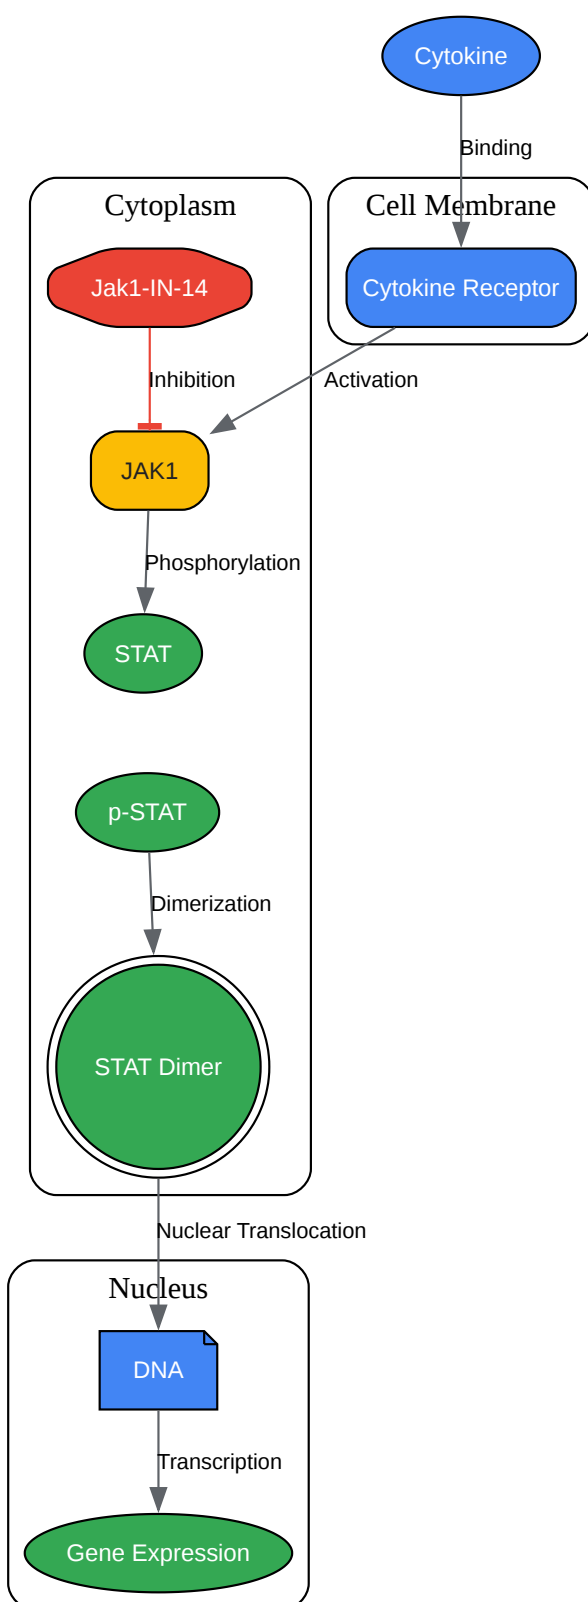 Cytokine
Binding
Cytoplasm
Cell Membrane
Jak1-IN-14
Cytokine Receptor
Inhibition
Activation
JAK1
Phosphorylation
STAT
p-STAT
Dimerization
STAT Dimer
Nuclear Translocation
Nucleus
DNA
Transcription
Gene Expression